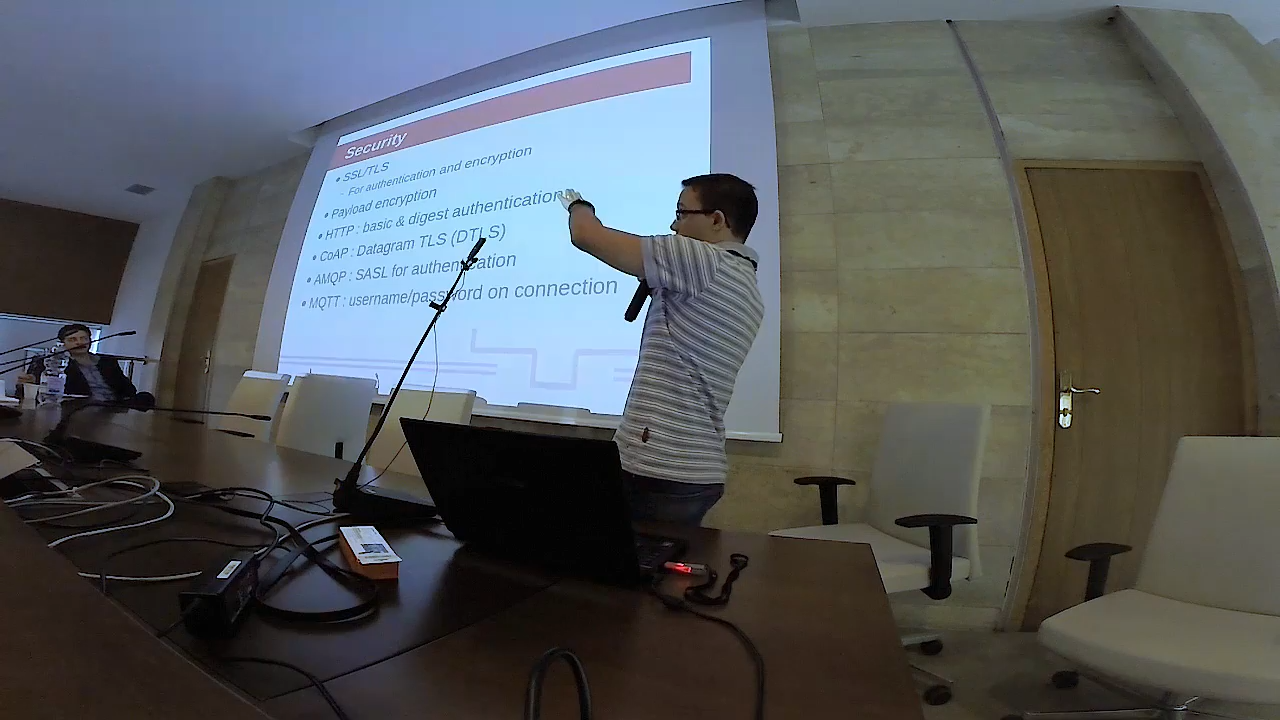 Security
• SSL/TLS
– For authentication and encryption
• Payload encryption
• HTTP : basic & digest authentication
• CoAP : Datagram TLS (DTLS)
• AMQP : SASL for authentication
• MQTT : username/password on connection